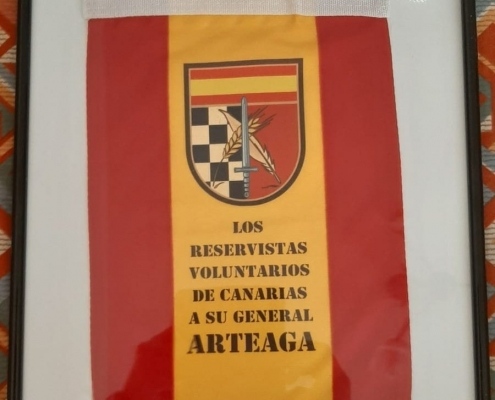 LOS
RESERVISTAS
VOLUNTARIOS
DE CANARIAS
A SU GENERAL
ARTEAGA